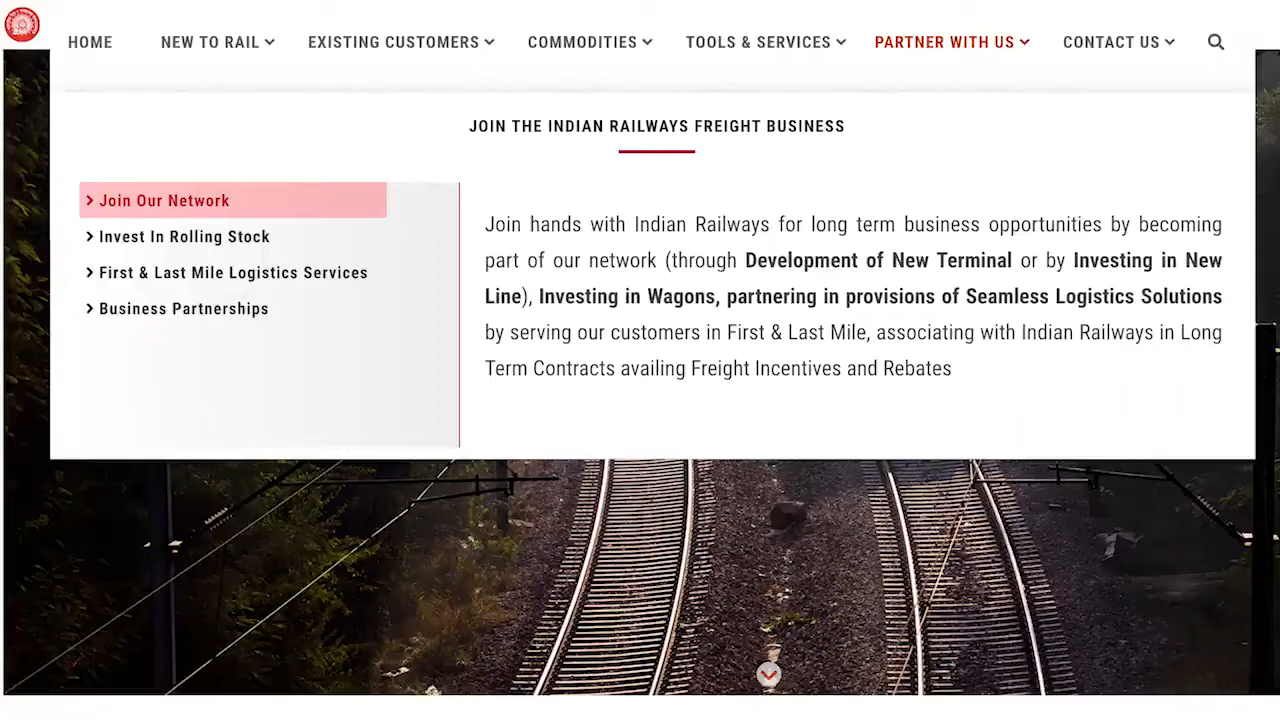 HOME NEW TO RAIL EXISTING CUSTOMERS COMMODITIES TOOLS & SERVICES PARTNER WITH US CONTACT US
JOIN THE INDIAN RAILWAYS FREIGHT BUSINESS
Join Our Network
Invest In Rolling Stock
First & Last Mile Logistics Services
Business Partnerships
Join hands with Indian Railways for long term business opportunities by becoming
part of our network (through Development of New Terminal or by Investing in New
Line), Investing in Wagons, partnering in provisions of Seamless Logistics Solutions
by serving our customers in First & Last Mile, associating with Indian Railways in Long
Term Contracts availing Freight Incentives and Rebates